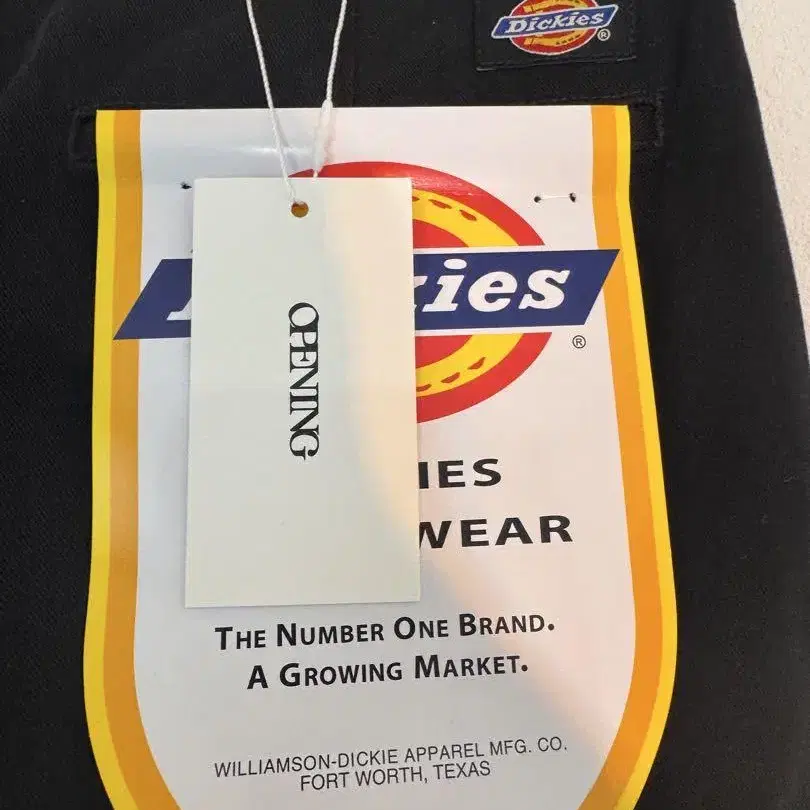 Dickies
®
ies
®
OPENING
IES
WEAR
THE NUMBER ONE BRAND.
A GROWING MARKET.
WILLIAMSON-DICKIE APPAREL MFG. CO.
FORT WORTH, TEXAS